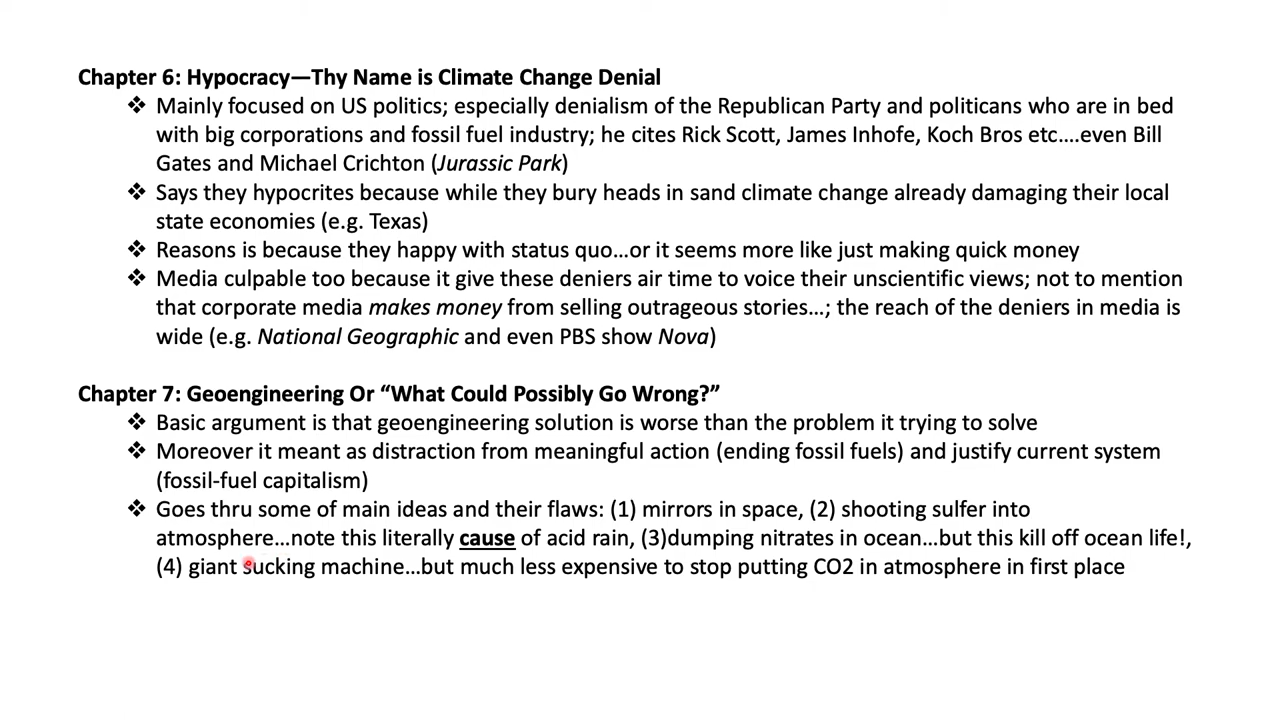 Chapter 6: Hypocracy—Thy Name is Climate Change Denial
❖ Mainly focused on US politics; especially denialism of the Republican Party and politicans who are in bed
with big corporations and fossil fuel industry; he cites Rick Scott, James Inhofe, Koch Bros etc….even Bill
Gates and Michael Crichton (Jurassic Park)
❖ Says they hypocrites because while they bury heads in sand climate change already damaging their local
state economies (e.g. Texas)
❖ Reasons is because they happy with status quo…or it seems more like just making quick money
❖ Media culpable too because it give these deniers air time to voice their unscientific views; not to mention
that corporate media makes money from selling outrageous stories…; the reach of the deniers in media is
wide (e.g. National Geographic and even PBS show Nova)
Chapter 7: Geoengineering Or “What Could Possibly Go Wrong?”
❖ Basic argument is that geoengineering solution is worse than the problem it trying to solve
❖ Moreover it meant as distraction from meaningful action (ending fossil fuels) and justify current system
(fossil-fuel capitalism)
❖ Goes thru some of main ideas and their flaws: (1) mirrors in space, (2) shooting sulfer into
atmosphere…note this literally cause of acid rain, (3)dumping nitrates in ocean…but this kill off ocean life!,
(4) giant sucking machine…but much less expensive to stop putting CO2 in atmosphere in first place